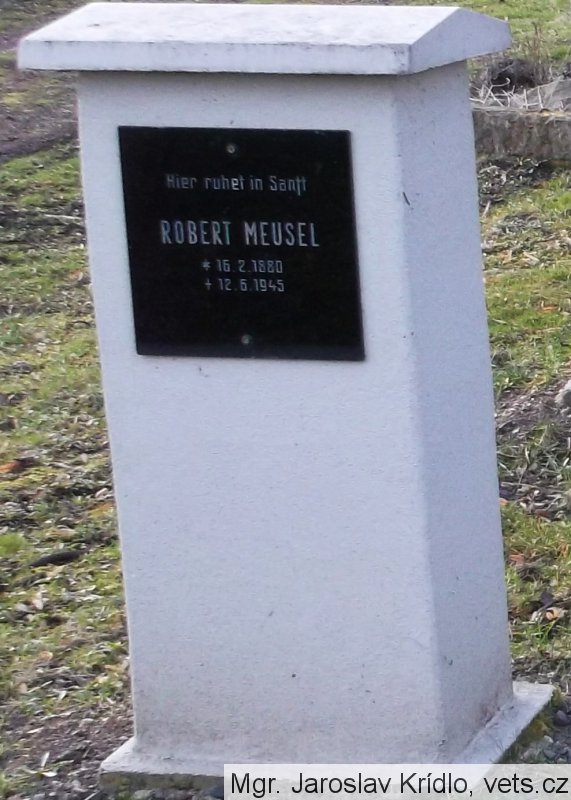 Hier ruhet in Sanft
ROBERT MEUSEL
* 16.2.1880
† 12.6.1945
Mgr. Jaroslav Krídlo, vets.cz